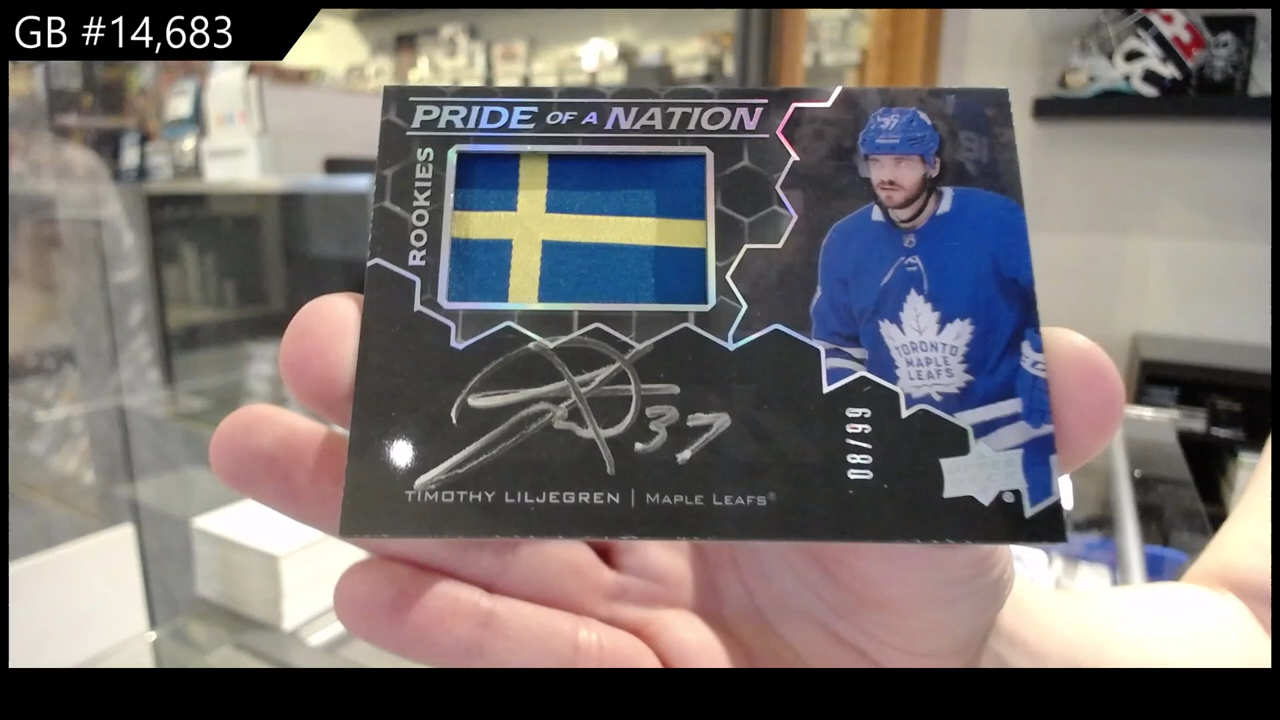 GB #14,683
PRIDE OF A NATION
ROOKIES
TORONTO
MAPLE
LEAFS
37
08/99
TIMOTHY LILJEGREN | MAPLE LEAFS®